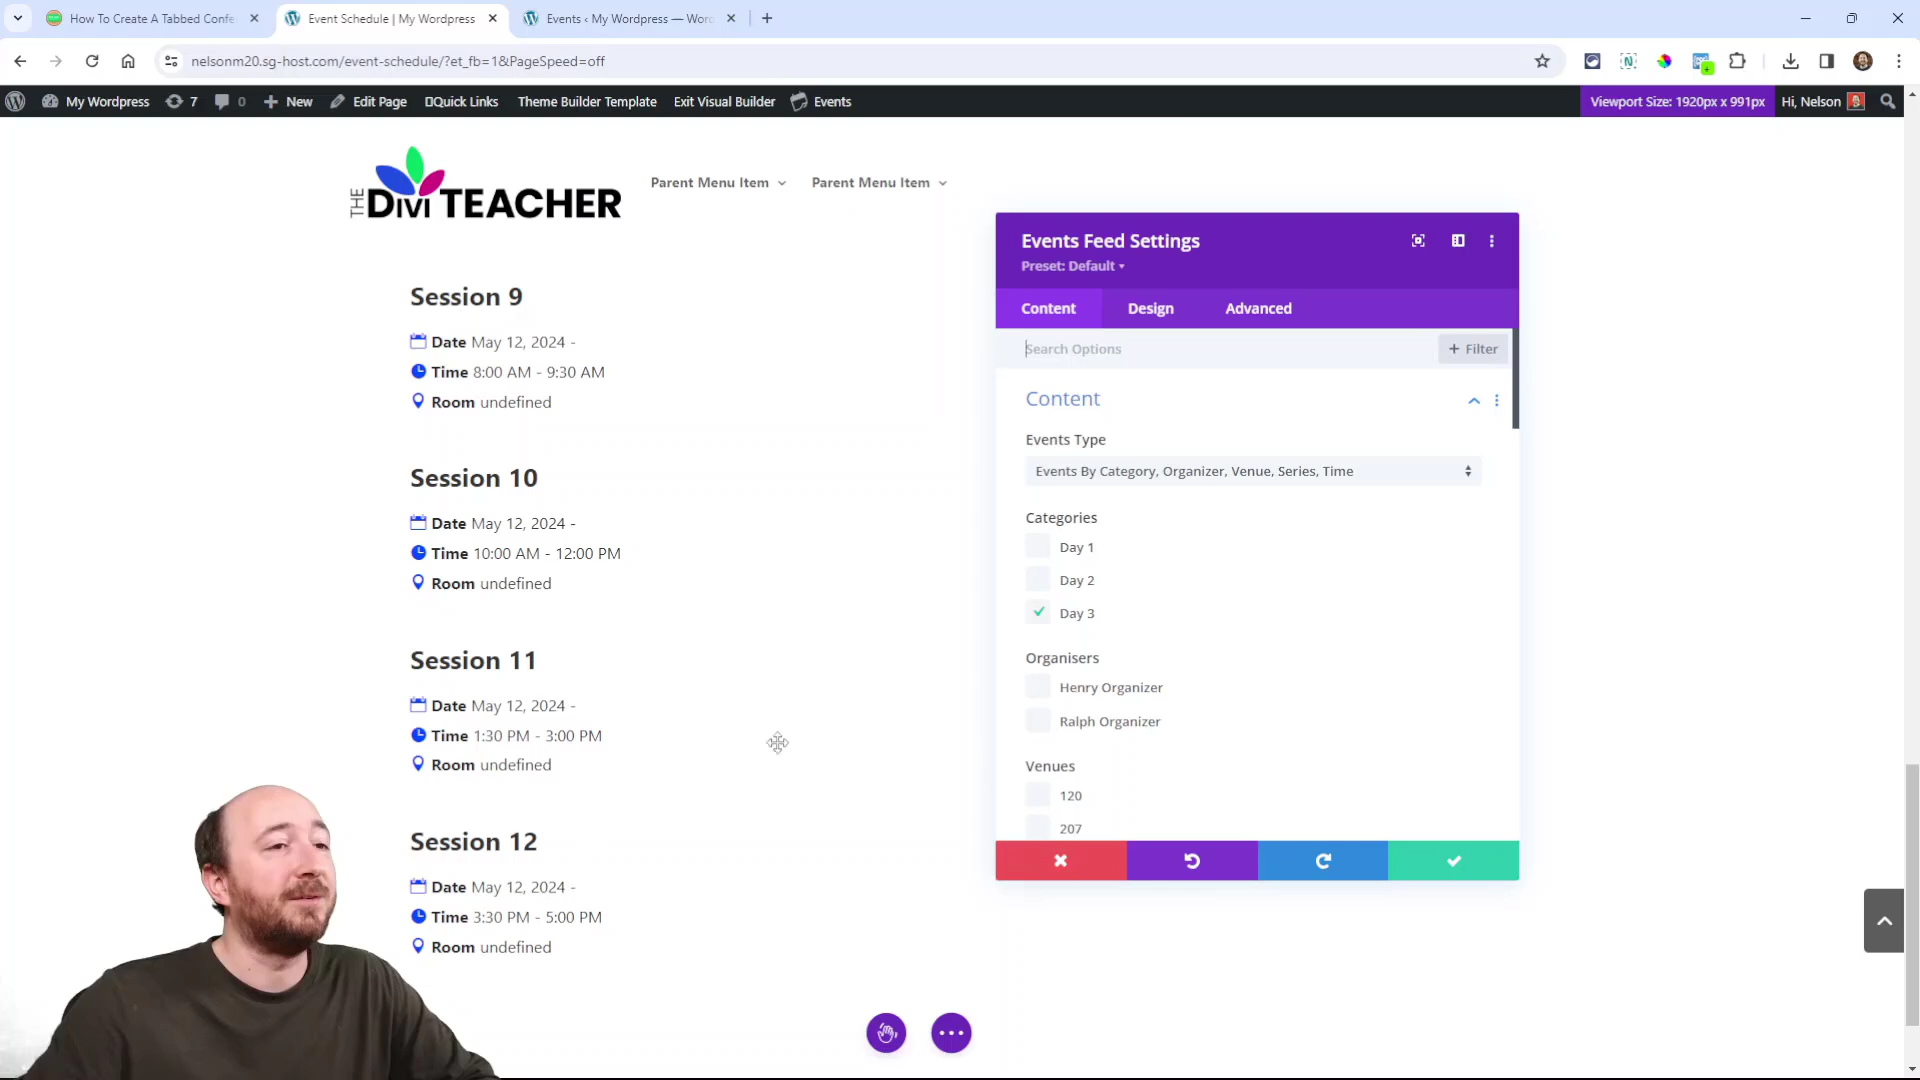 How To Create A Tabbed Confe
Event Schedule | My Wordpress
Events ‹ My Wordpress — Worc
nelsonm20.sg-host.com/event-schedule/?et_fb=1&PageSpeed=off
My Wordpress
7
0
New
Edit Page
Quick Links
Theme Builder Template
Exit Visual Builder
Events
Viewport Size: 1920px x 991px
Hi, Nelson
THE DIVI TEACHER
Parent Menu Item
Parent Menu Item
Session 9
Date May 12, 2024 -
Time 8:00 AM - 9:30 AM
Room undefined
Session 10
Date May 12, 2024 -
Time 10:00 AM - 12:00 PM
Room undefined
Session 11
Date May 12, 2024 -
Time 1:30 PM - 3:00 PM
Room undefined
Session 12
Date May 12, 2024 -
Time 3:30 PM - 5:00 PM
Room undefined
Events Feed Settings
Preset: Default
Content
Design
Advanced
Search Options
+ Filter
Content
Events Type
Events By Category, Organizer, Venue, Series, Time
Categories
Day 1
Day 2
Day 3
Organisers
Henry Organizer
Ralph Organizer
Venues
120
207